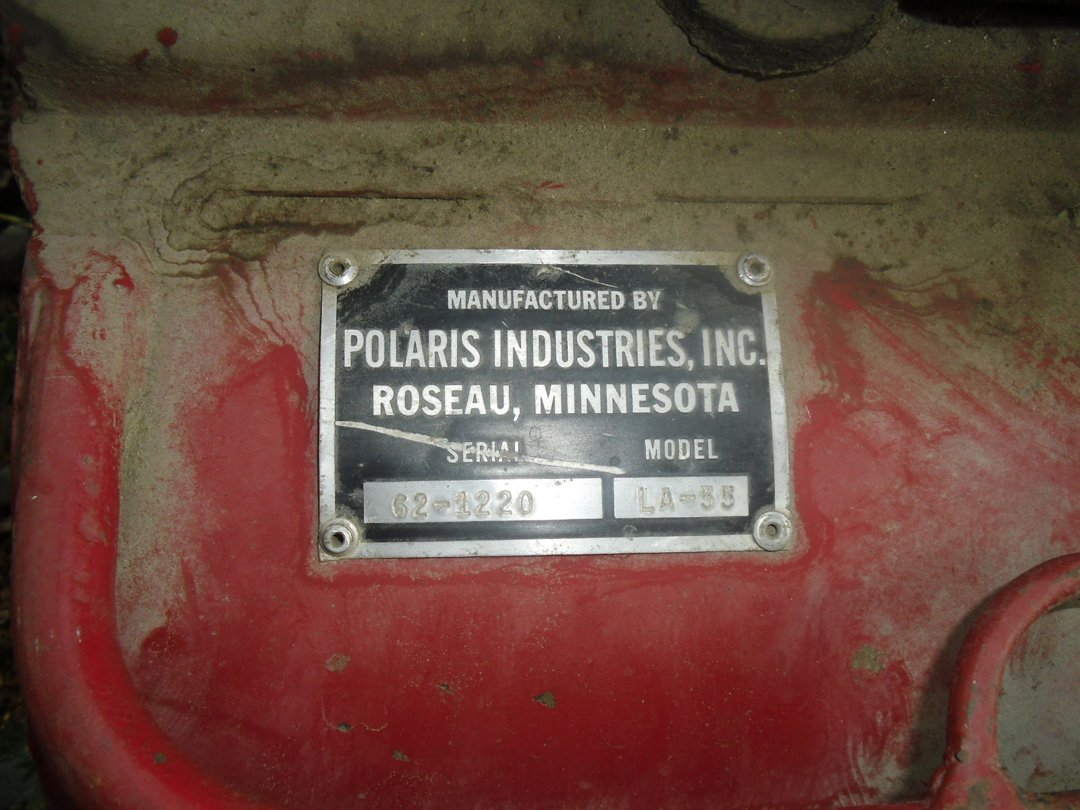 MANUFACTURED BY
POLARIS INDUSTRIES, INC.
ROSEAU, MINNESOTA
SERIAL MODEL
62-1220 LA-55